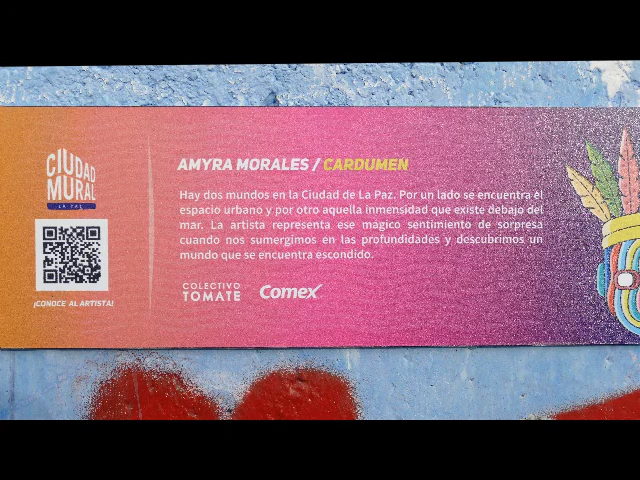 CIUDAD
MURAL
LA PAZ
¡CONOCE AL ARTISTA!
AMYRA MORALES / CARDUMEN
Hay dos mundos en la Ciudad de La Paz. Por un lado se encuentra el
espacio urbano y por otro aquella inmensidad que existe debajo del
mar. La artista representa ese mágico sentimiento de sorpresa
cuando nos sumergimos en las profundidades y descubrimos un
mundo que se encuentra escondido.
COLECTIVO
TOMATE
Comex